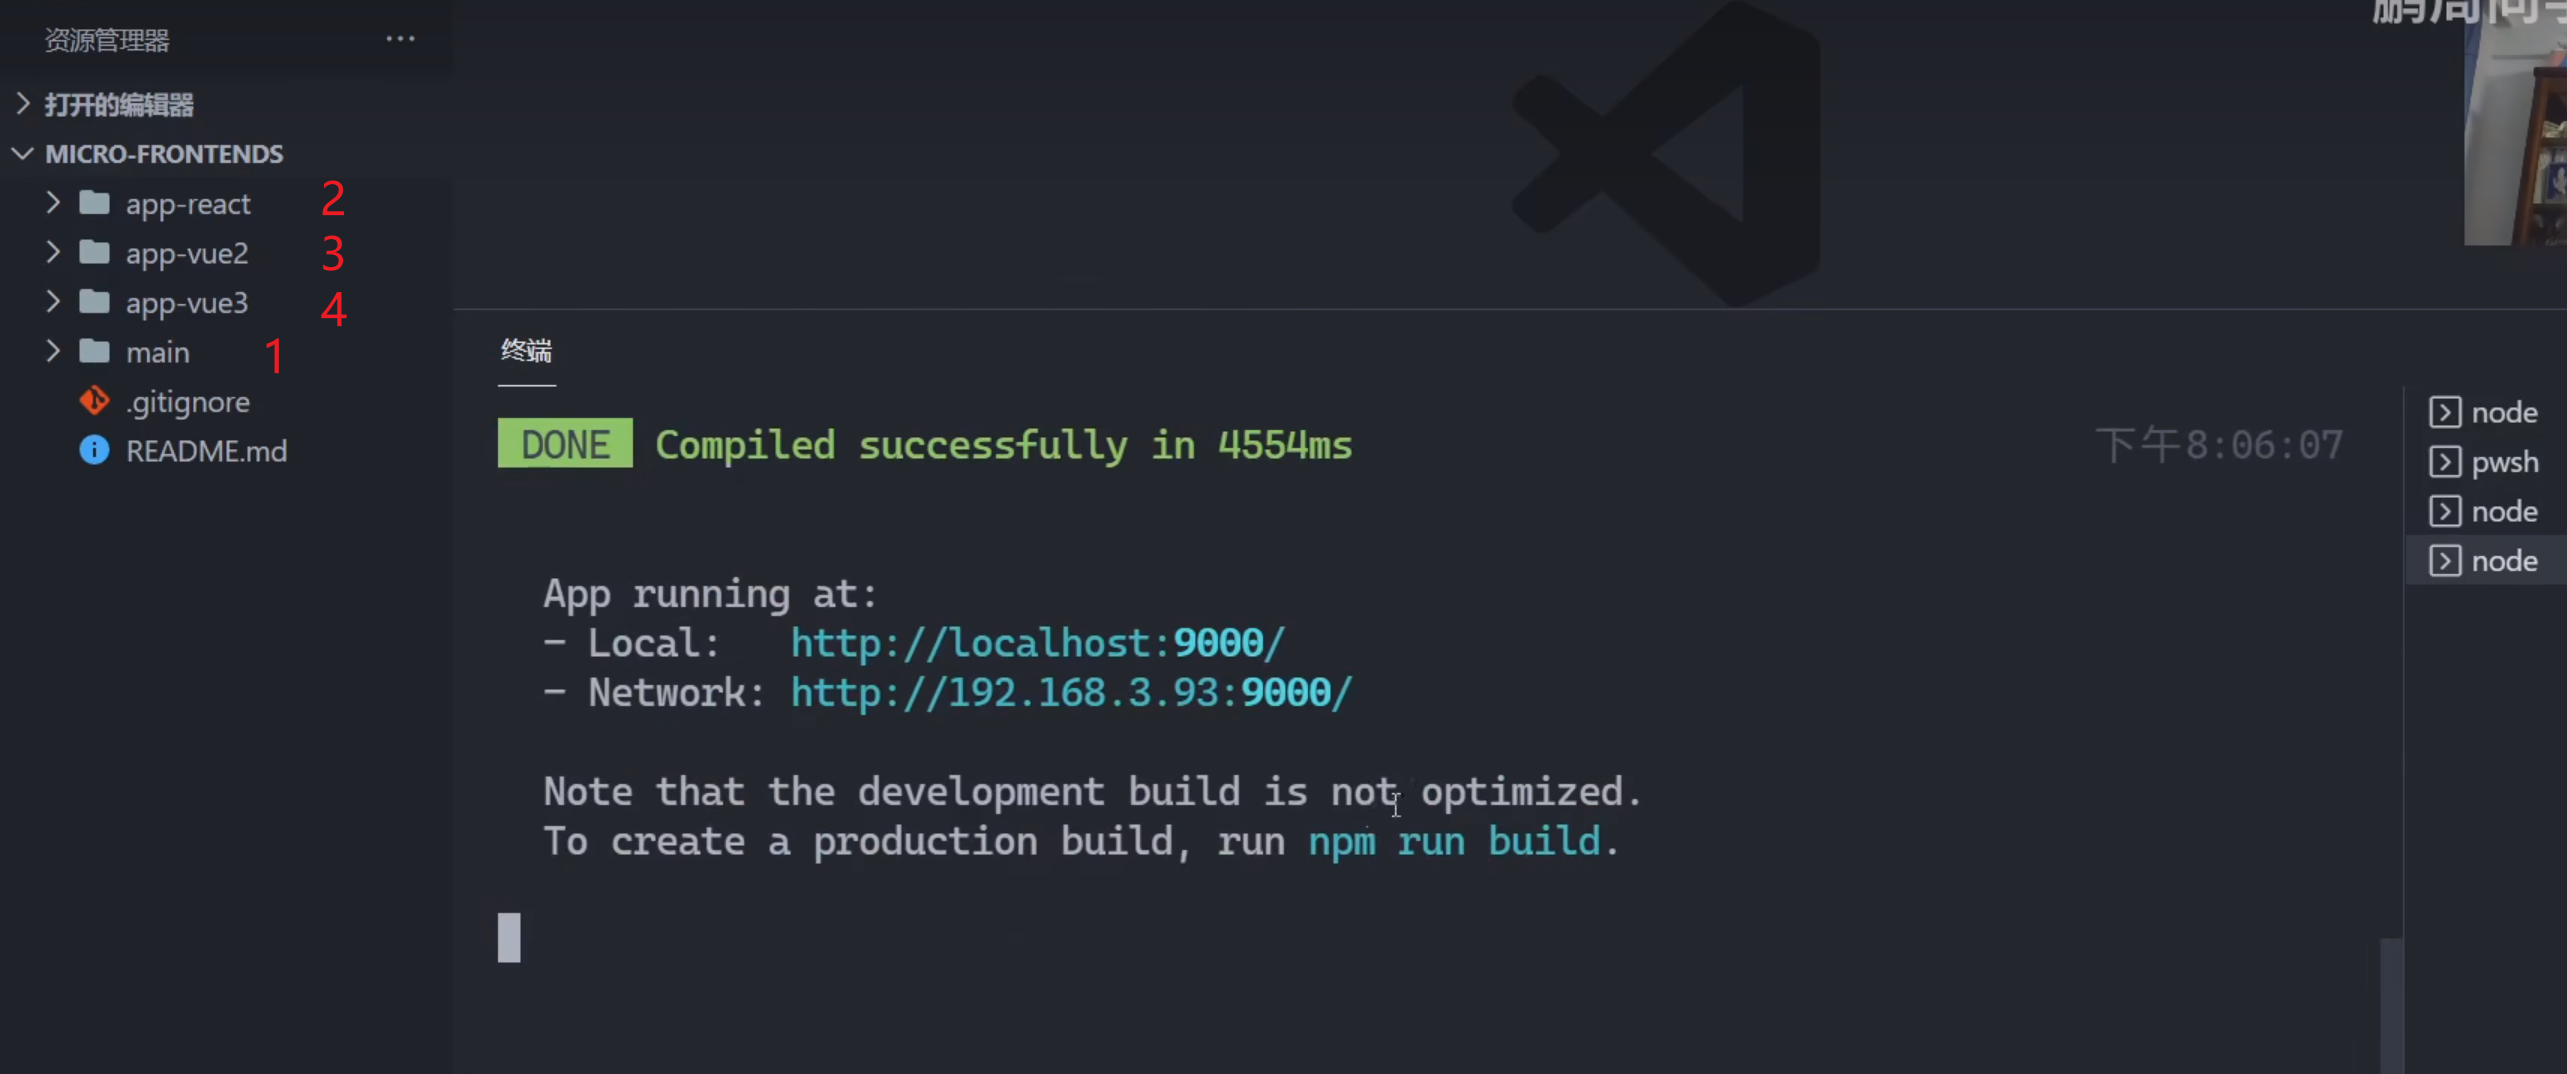 资源管理器 ···
打开的编辑器
MICRO-FRONTENDS
app-react 2
app-vue2 3
app-vue3 4
main 1
.gitignore
README.md
终端
DONE Compiled successfully in 4554ms 下午8:06:07
App running at:
- Local: http://localhost:9000/
- Network: http://192.168.3.93:9000/
Note that the development build is not optimized.
To create a production build, run npm run build.
node
pwsh
node
node